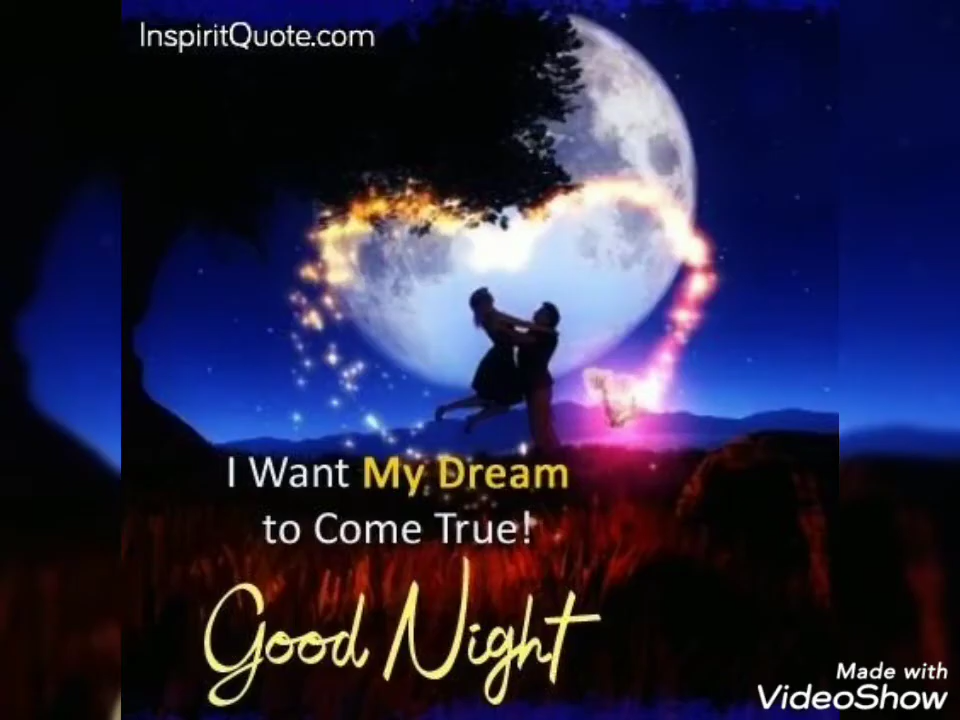 InspiritQuote.com
I Want My Dream
to Come True!
Good Night
Made with
VideoShow